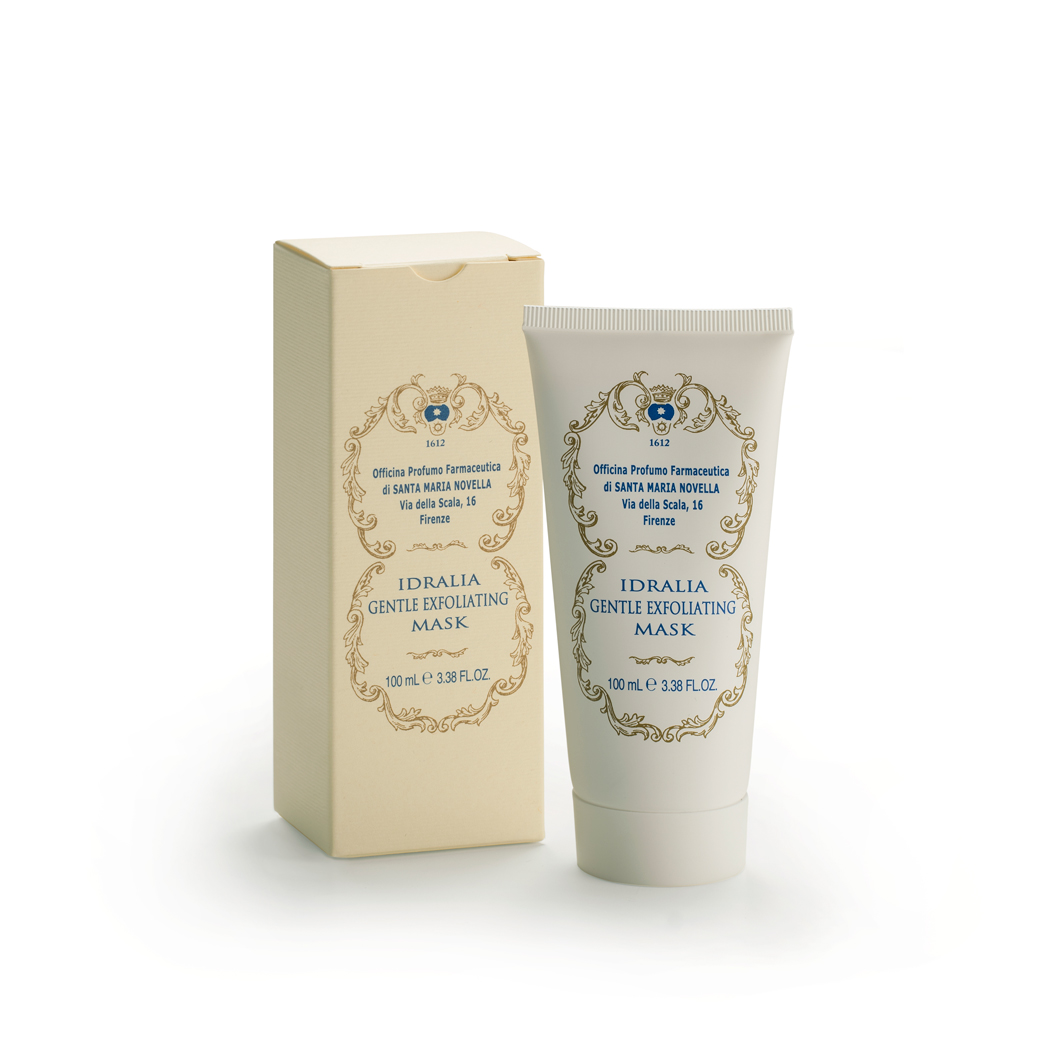 1612
Officina Profumo Farmaceutica
di SANTA MARIA NOVELLA
Via della Scala, 16
Firenze
IDRALIA
GENTLE EXFOLIATING
MASK
100 mL ℮ 3.38 FL.OZ.
1612
Officina Profumo Farmaceutica
di SANTA MARIA NOVELLA
Via della Scala, 16
Firenze
IDRALIA
GENTLE EXFOLIATING
MASK
100 mL ℮ 3.38 FL.OZ.